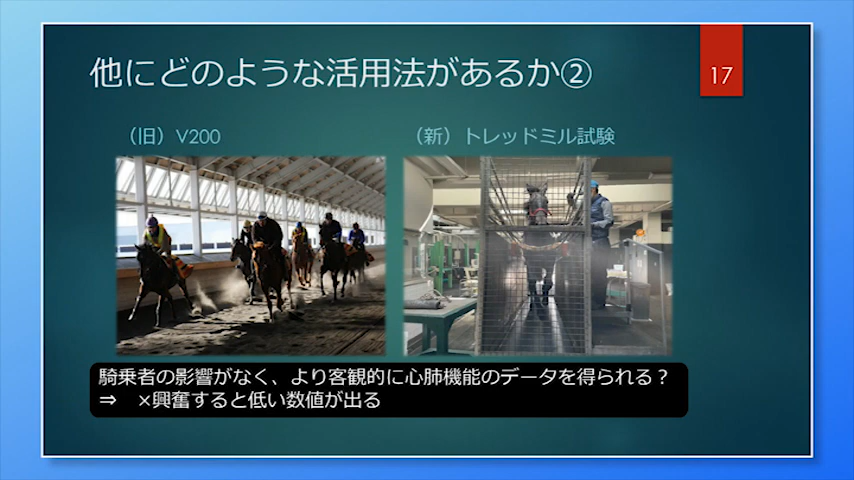 他にどのような活用法があるか②
17
（旧）V200
（新）トレッドミル試験
騎乗者の影響がなく、より客観的に心肺機能のデータを得られる？
⇒　×興奮すると低い数値が出る